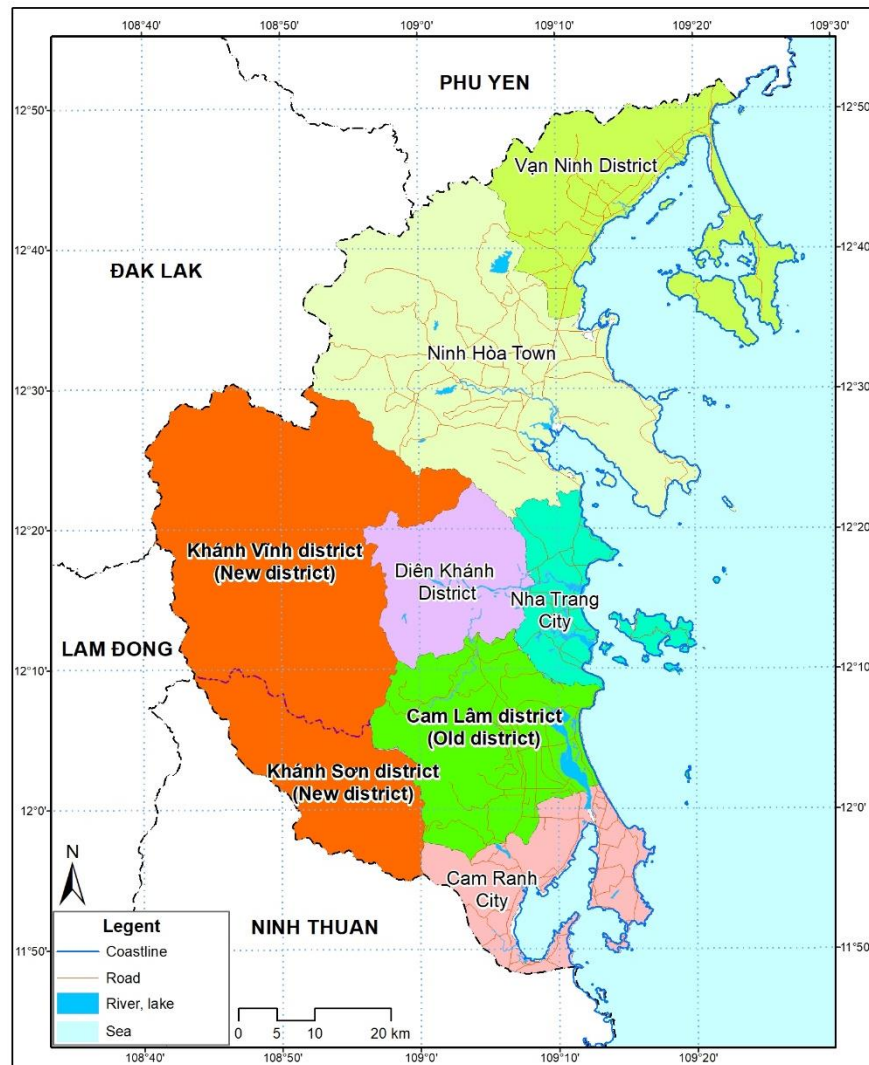 108°40' 108°50' 109°0' 109°10' 109°20' 109°30'
PHU YEN
12°50' 12°50'
Vạn Ninh District
12°40' 12°40'
ĐAK LAK
Ninh Hòa Town
12°30' 12°30'
12°20' 12°20'
Khánh Vĩnh district
(New district)
Diên Khánh
District
Nha Trang
City
LAM ĐONG
12°10' 12°10'
Cam Lâm district
(Old district)
Khánh Sơn district
(New district)
12°0' 12°0'
N
Cam Ranh
City
NINH THUAN
11°50' 11°50'
Legent
Coastline
Road
River, lake
Sea
0 5 10 20 km
108°40' 108°50' 109°0' 109°10' 109°20'